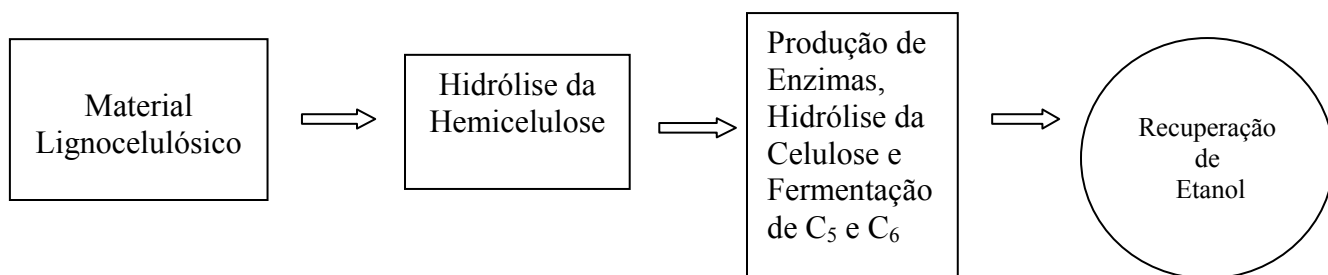 Material
Lignocelulósico
Hidrólise da
Hemicelulose
Produção de
Enzimas,
Hidrólise da
Celulose e
Fermentação
de C₅ e C₆
Recuperação
de
Etanol